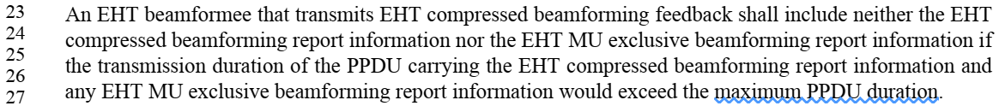 23 An EHT beamformee that transmits EHT compressed beamforming feedback shall include neither the EHT
24 compressed beamforming report information nor the EHT MU exclusive beamforming report information if
25 the transmission duration of the PPDU carrying the EHT compressed beamforming report information and
26 any EHT MU exclusive beamforming report information would exceed the maximum PPDU duration.
27